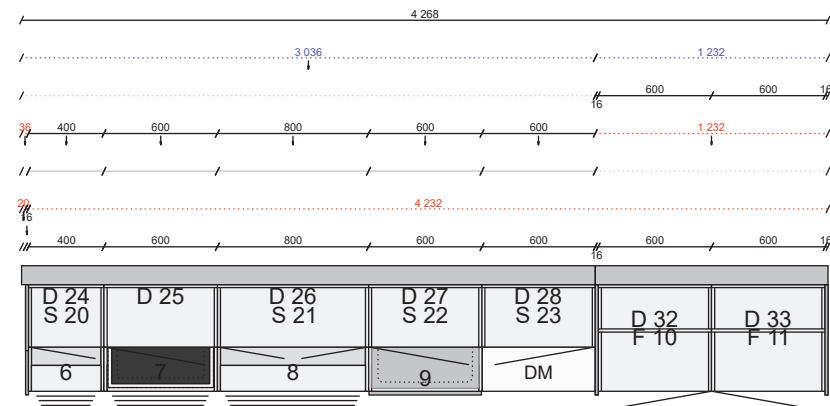 4 268
3 036 1 232
600 600 16
16
36 400 600 800 600 600 1 232
20 4 232
16
400 600 800 600 600 600 600 16
16
D 24 D 25 D 26 D 27 D 28
S 20 S 21 S 22 S 23
D 32 D 33
F 10 F 11
6 7 8 9 DM